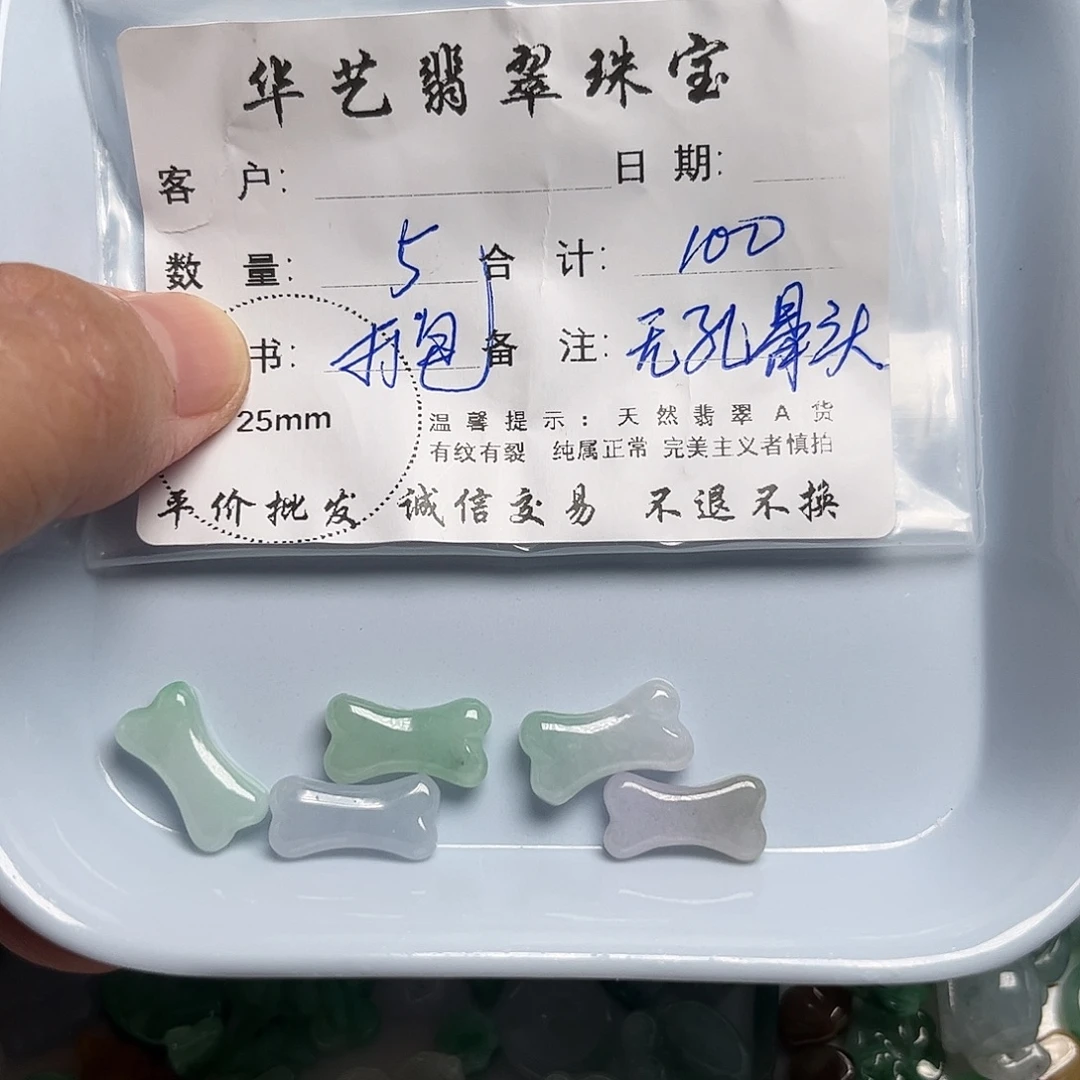 华艺翡翠珠宝
客 户: 日 期:
数 量: 5 合 计: 100
书: 打包 备 注: 无孔骨头
25mm
温馨提示: 天然翡翠A货
有纹有裂 纯属正常 完美主义者慎拍
平价批发 诚信交易 不退不换